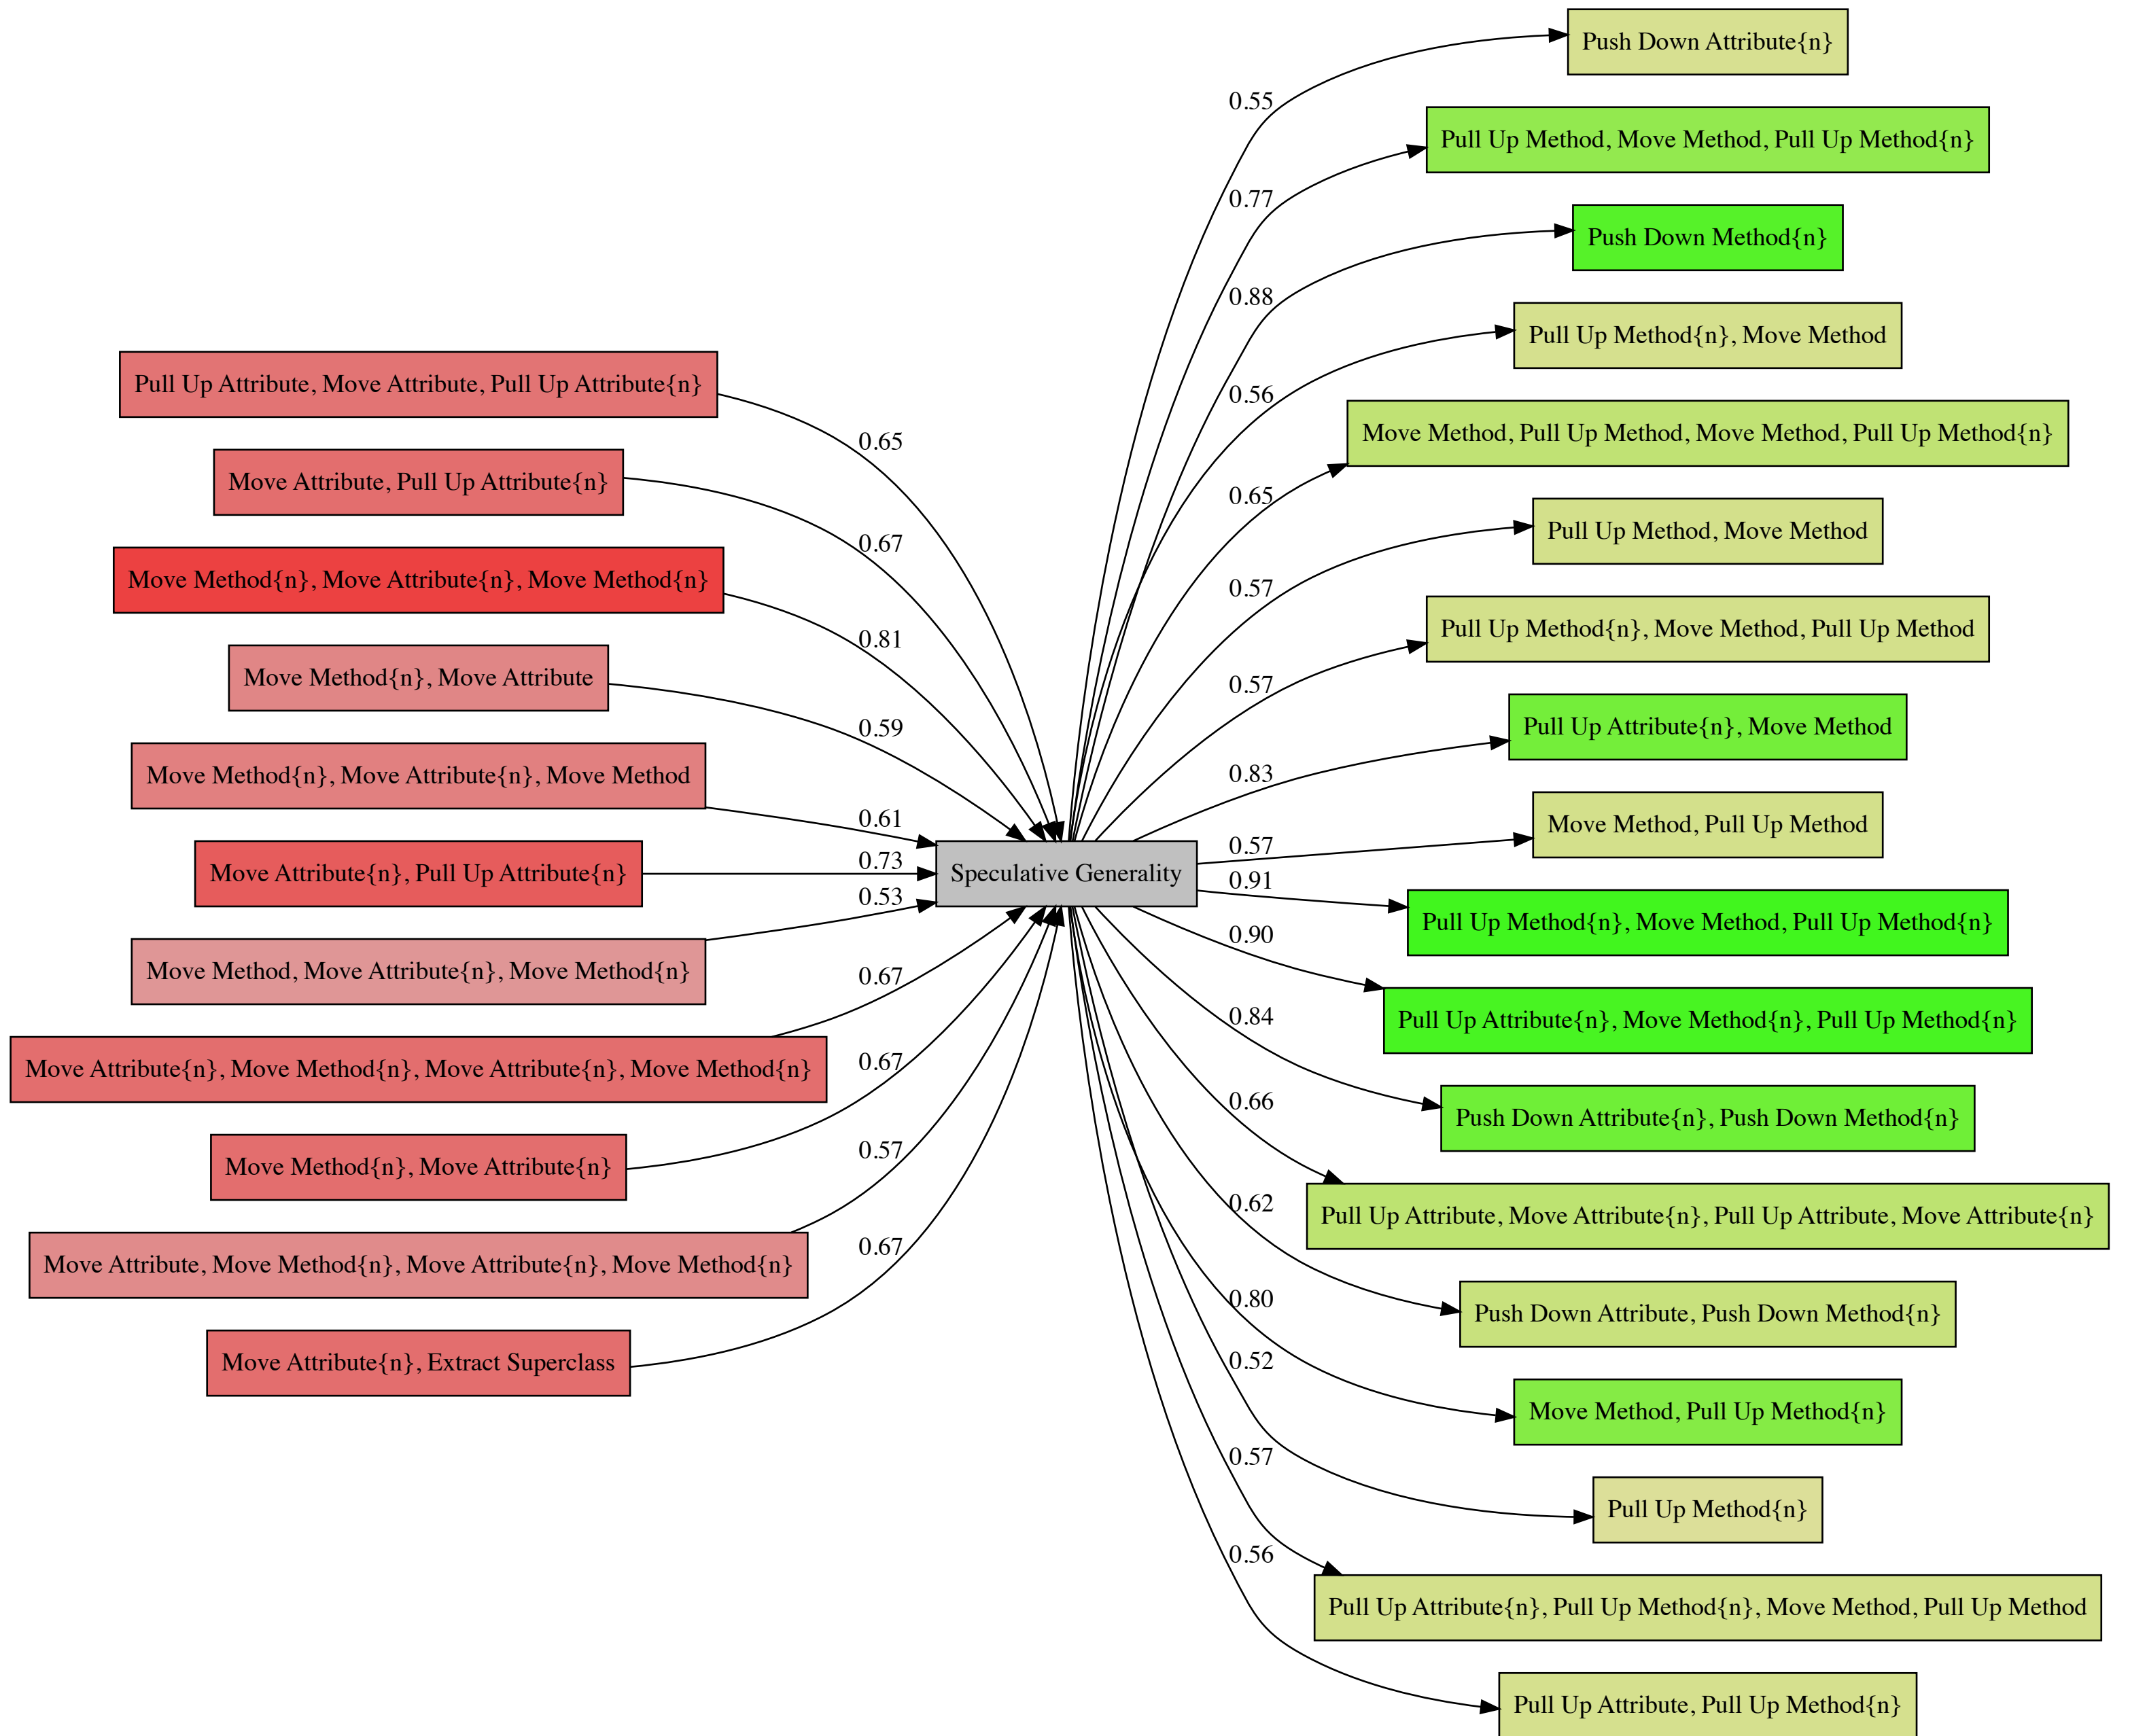 Pull Up Attribute, Move Attribute, Pull Up Attribute{n}
Move Attribute, Pull Up Attribute{n}
Move Method{n}, Move Attribute{n}, Move Method{n}
Move Method{n}, Move Attribute
Move Method{n}, Move Attribute{n}, Move Method
Move Attribute{n}, Pull Up Attribute{n}
Move Method, Move Attribute{n}, Move Method{n}
Move Attribute{n}, Move Method{n}, Move Attribute{n}, Move Method{n}
Move Method{n}, Move Attribute{n}
Move Attribute, Move Method{n}, Move Attribute{n}, Move Method{n}
Move Attribute{n}, Extract Superclass
0.65
0.67
0.81
0.59
0.61
0.73
0.53
0.67
0.67
0.57
0.67
Speculative Generality
0.55
0.77
0.88
0.56
0.65
0.57
0.57
0.83
0.57
0.91
0.90
0.84
0.66
0.62
0.80
0.52
0.57
0.56
Push Down Attribute{n}
Pull Up Method, Move Method, Pull Up Method{n}
Push Down Method{n}
Pull Up Method{n}, Move Method
Move Method, Pull Up Method, Move Method, Pull Up Method{n}
Pull Up Method, Move Method
Pull Up Method{n}, Move Method, Pull Up Method
Pull Up Attribute{n}, Move Method
Move Method, Pull Up Method
Pull Up Method{n}, Move Method, Pull Up Method{n}
Pull Up Attribute{n}, Move Method{n}, Pull Up Method{n}
Push Down Attribute{n}, Push Down Method{n}
Pull Up Attribute, Move Attribute{n}, Pull Up Attribute, Move Attribute{n}
Push Down Attribute, Push Down Method{n}
Move Method, Pull Up Method{n}
Pull Up Method{n}
Pull Up Attribute{n}, Pull Up Method{n}, Move Method, Pull Up Method
Pull Up Attribute, Pull Up Method{n}